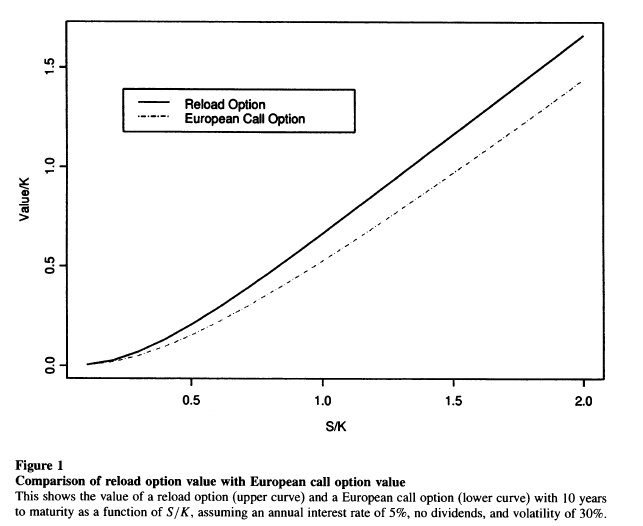 Reload Option
European Call Option
Value/K
1.5
1.0
0.5
0.0
0.5
1.0
1.5
2.0
S/K
Figure 1
Comparison of reload option value with European call option value
This shows the value of a reload option (upper curve) and a European call option (lower curve) with 10 years
to maturity as a function of S/K, assuming an annual interest rate of 5%, no dividends, and volatility of 30%.